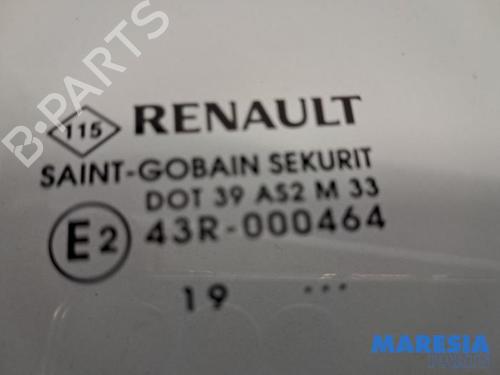 B-PARTS
115 RENAULT
SAINT-GOBAIN SEKURIT
DOT 39 AS2 M 33
E2 43R-000464
19 ...
MARESIA